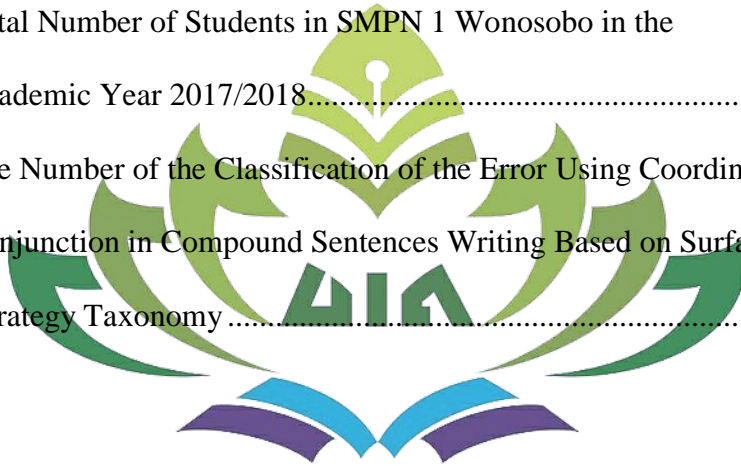 tal Number of Students in SMPN 1 Wonosobo in the
ademic Year 2017/2018.............................................................
e Number of the Classification of the Error Using Coordin
njunction in Compound Sentences Writing Based on Surfa
rategy Taxonomy.........................................................................
UIN